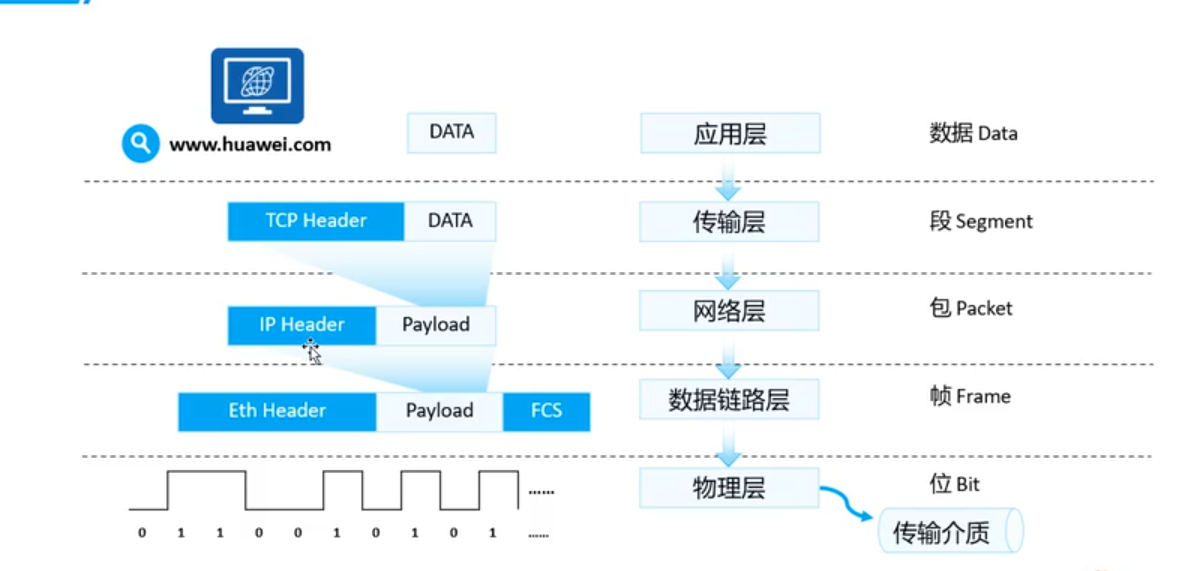 www.huawei.com
DATA
应用层
数据 Data
TCP Header
DATA
传输层
段 Segment
IP Header
Payload
网络层
包 Packet
Eth Header
Payload
FCS
数据链路层
帧 Frame
......
物理层
位 Bit
0 1 1 0 0 1 0 1 0 1 ......
传输介质